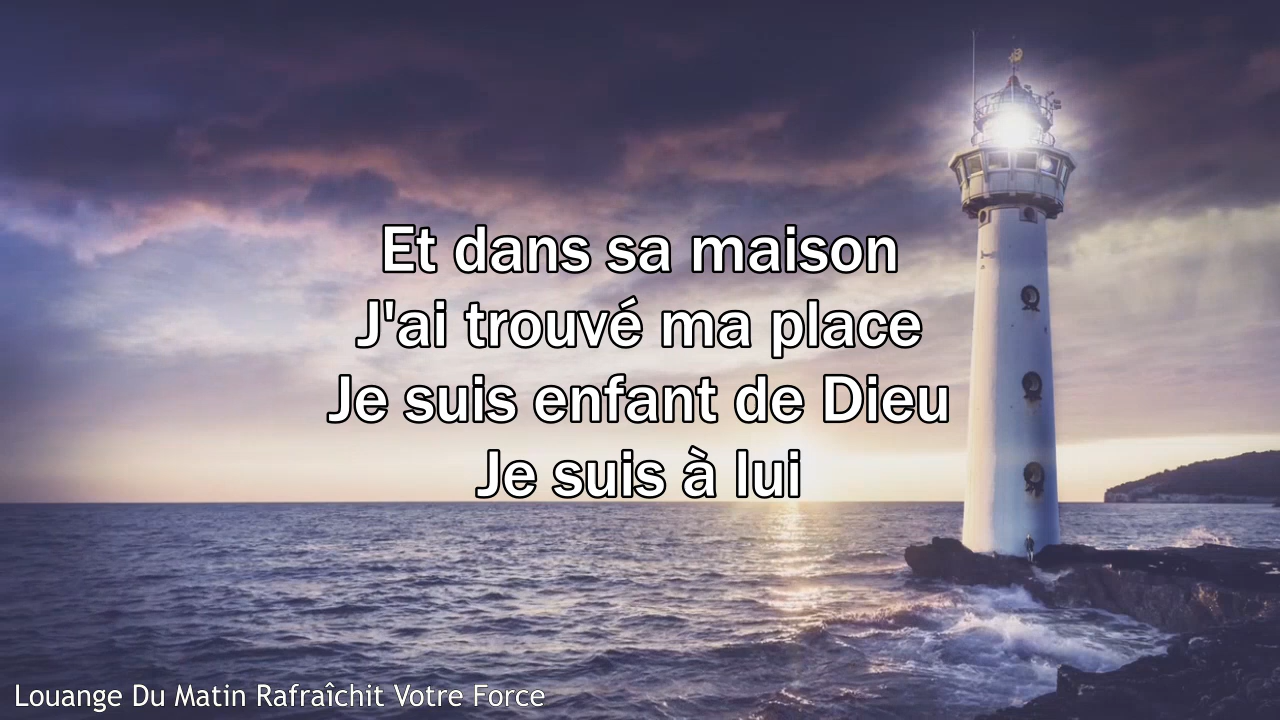 Et dans sa maison
J'ai trouvé ma place
Je suis enfant de Dieu
Je suis à lui
Louange Du Matin Rafraîchit Votre Force